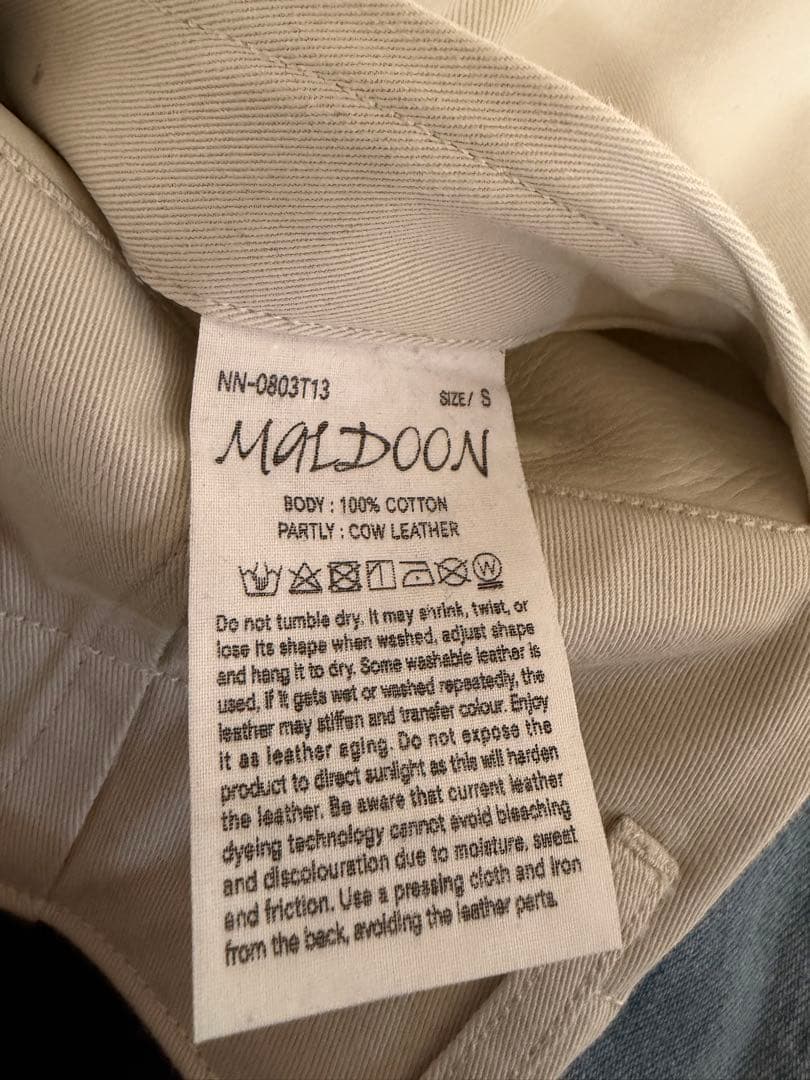 NN-0803T13
SIZE/ S
MALDOON
BODY : 100% COTTON
PARTLY : COW LEATHER
W
Do not tumble dry. It may shrink, twist, or
lose its shape when washed, adjust shape
and hang it to dry. Some washable leather is
used, if it gets wet or washed repeatedly, the
leather may stiffen and transfer colour. Enjoy
it as leather aging. Do not expose the
product to direct sunlight as this will harden
the leather. Be aware that current leather
dyeing technology cannot avoid bleaching
and discolouration due to moisture, sweat
and friction. Use a pressing cloth and iron
from the back, avoiding the leather parts.